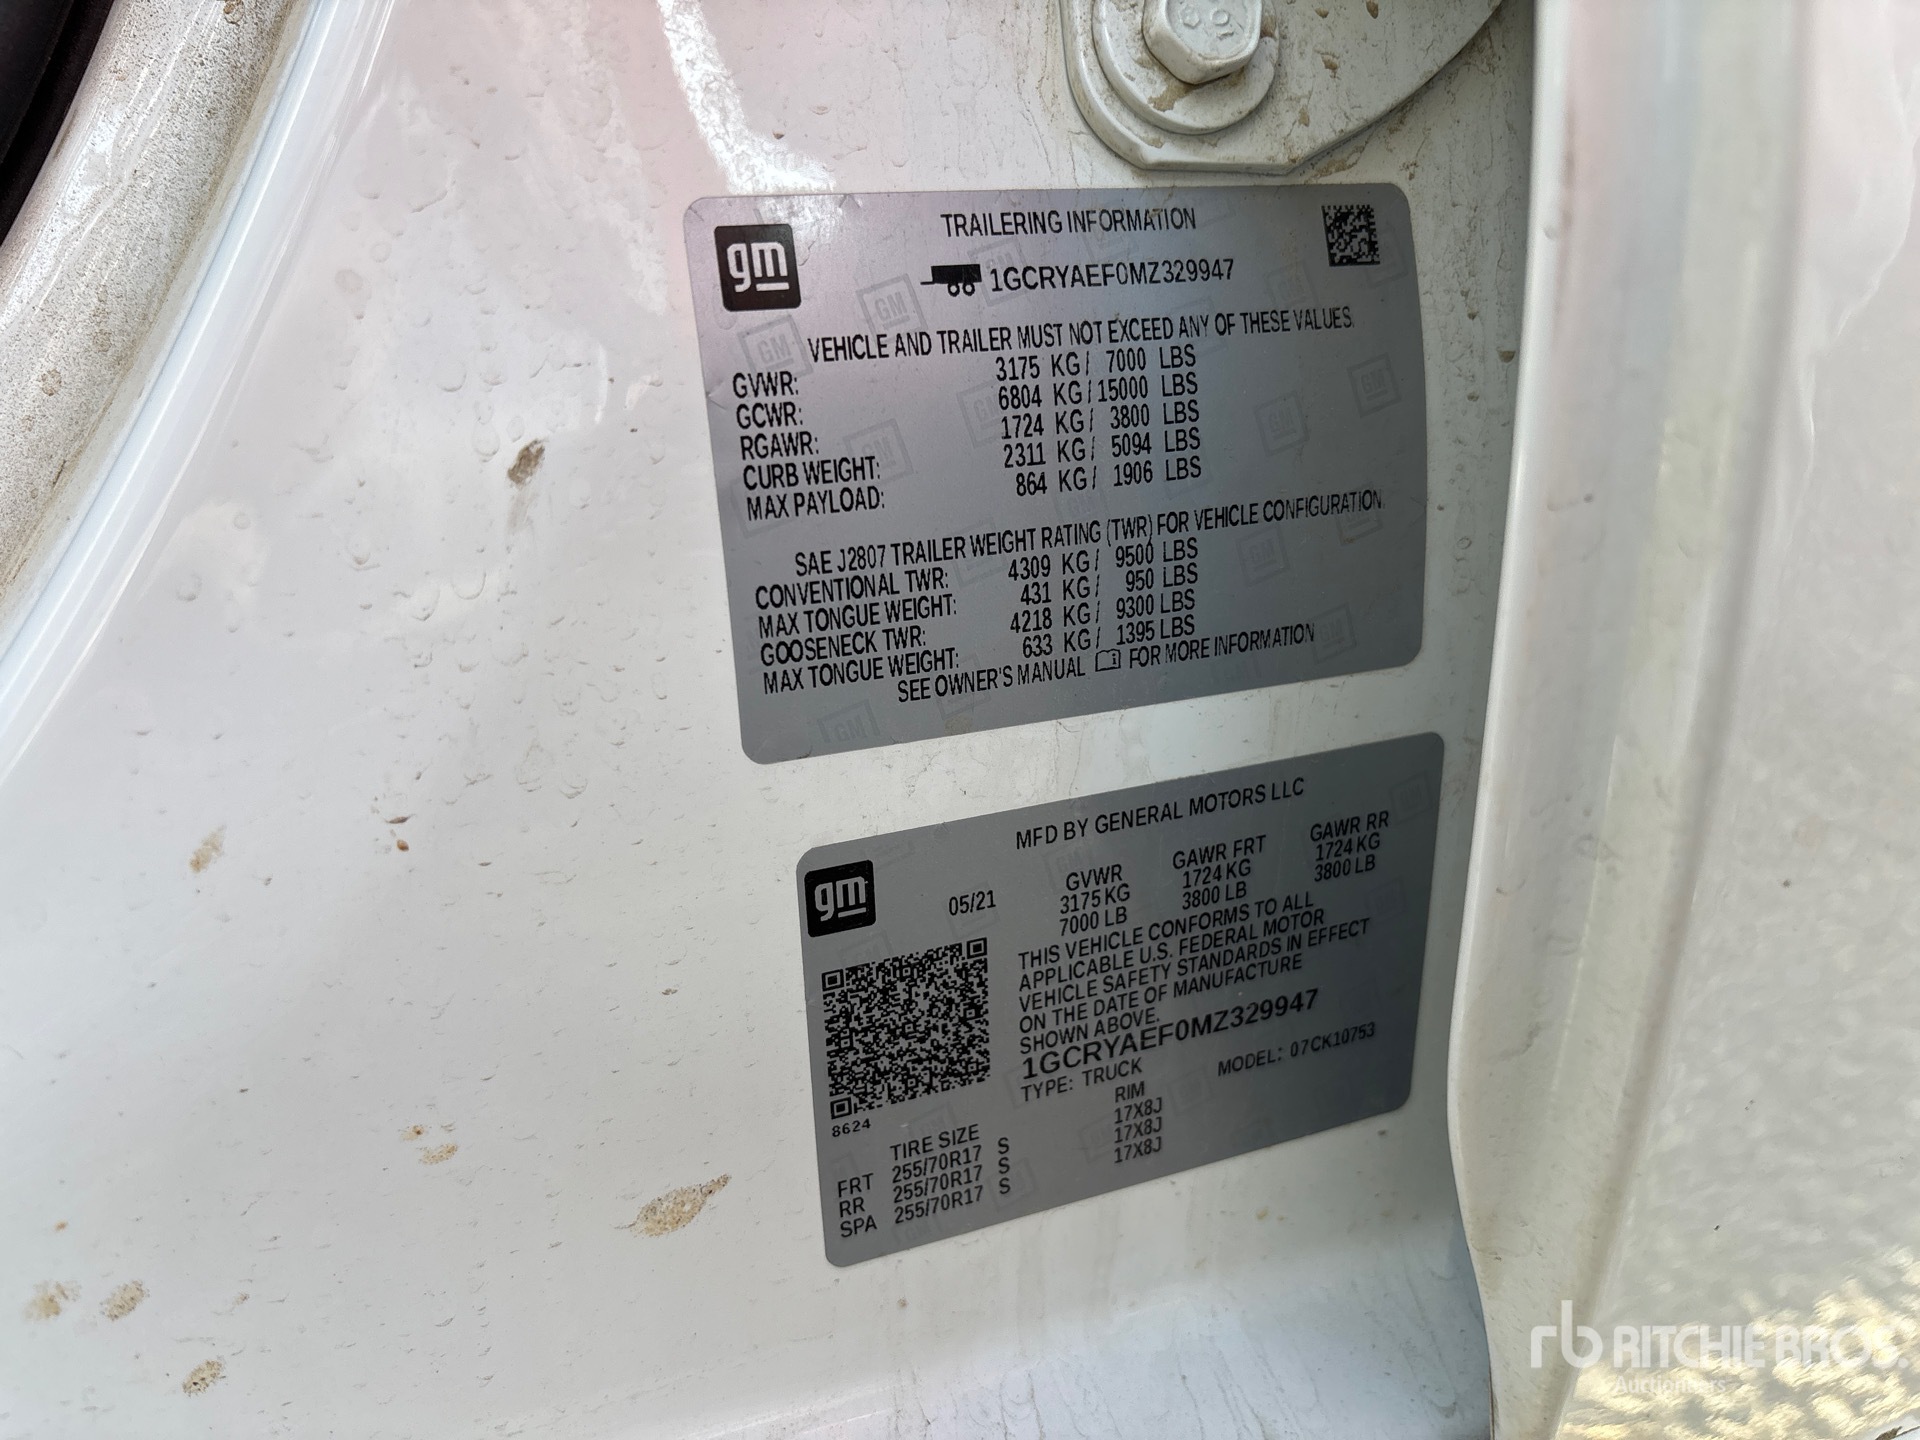 gm
TRAILERING INFORMATION
1GCRYAEF0MZ329947
VEHICLE AND TRAILER MUST NOT EXCEED ANY OF THESE VALUES.
GVWR: 3175 KG / 7000 LBS
GCWR: 6804 KG / 15000 LBS
RGAWR: 1724 KG / 3800 LBS
CURB WEIGHT: 2311 KG / 5094 LBS
MAX PAYLOAD: 864 KG / 1906 LBS
SAE J2807 TRAILER WEIGHT RATING (TWR) FOR VEHICLE CONFIGURATION.
CONVENTIONAL TWR: 4309 KG / 9500 LBS
MAX TONGUE WEIGHT: 431 KG / 950 LBS
GOOSENECK TWR: 4218 KG / 9300 LBS
MAX TONGUE WEIGHT: 633 KG / 1395 LBS
SEE OWNER'S MANUAL FOR MORE INFORMATION
gm
MFD BY GENERAL MOTORS LLC
05/21 GVWR GAWR FRT GAWR RR
3175 KG 1724 KG 1724 KG
7000 LB 3800 LB 3800 LB
THIS VEHICLE CONFORMS TO ALL
APPLICABLE U.S. FEDERAL MOTOR
VEHICLE SAFETY STANDARDS IN EFFECT
ON THE DATE OF MANUFACTURE
SHOWN ABOVE.
1GCRYAEF0MZ329947
TYPE: TRUCK MODEL: 07CK10753
8624
TIRE SIZE RIM
FRT 255/70R17 S 17X8J
RR 255/70R17 S 17X8J
SPA 255/70R17 S 17X8J
rb RITCHIE BROS.
Auctioneers